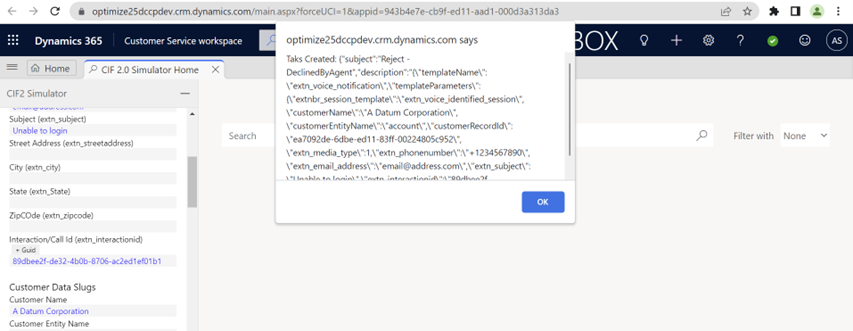 optimize25dccpdev.crm.dynamics.com/main.aspx?forceUCI=1&appid=943b4e7e-cb9f-ed11-aad1-000d3a313da3
Dynamics 365 Customer Service workspace
BOX
AS
Home
CIF 2.0 Simulator Home
CIF2 Simulator
email@address.com
Subject (extn_subject)
Unable to login
Street Address (extn_streetaddress)
City (extn_city)
State (extn_State)
ZipCOde (extn_zipcode)
Interaction/Call Id (extn_interactionid)
+ Guid
89dbee2f-de32-4b0b-8706-ac2ed1ef01b1
Customer Data Slugs
Customer Name
A Datum Corporation
Customer Entity Name
optimize25dccpdev.crm.dynamics.com says
Taks Created: {"subject":"Reject -
DeclinedByAgent","description":"{\"templateName\":
\"extn_voice_notification\",\"templateParameters\":
{\"extnbr_session_template\":\"extn_voice_identified_session\",
\"customerName\":\"A Datum Corporation\",
\"customerEntityName\":\"account\",\"customerRecordId\":
\"ea7092de-6dbe-ed11-83ff-00224805c952\",
\"extn_media_type\":1,\"extn_phonenumber\":\"+1234567890\",
\"extn_email_address\":\"email@address.com\",\"extn_subject\":
\"Unable to login\",\"extn_interactionid\":\"89dbee2f
OK
Search
Filter with None